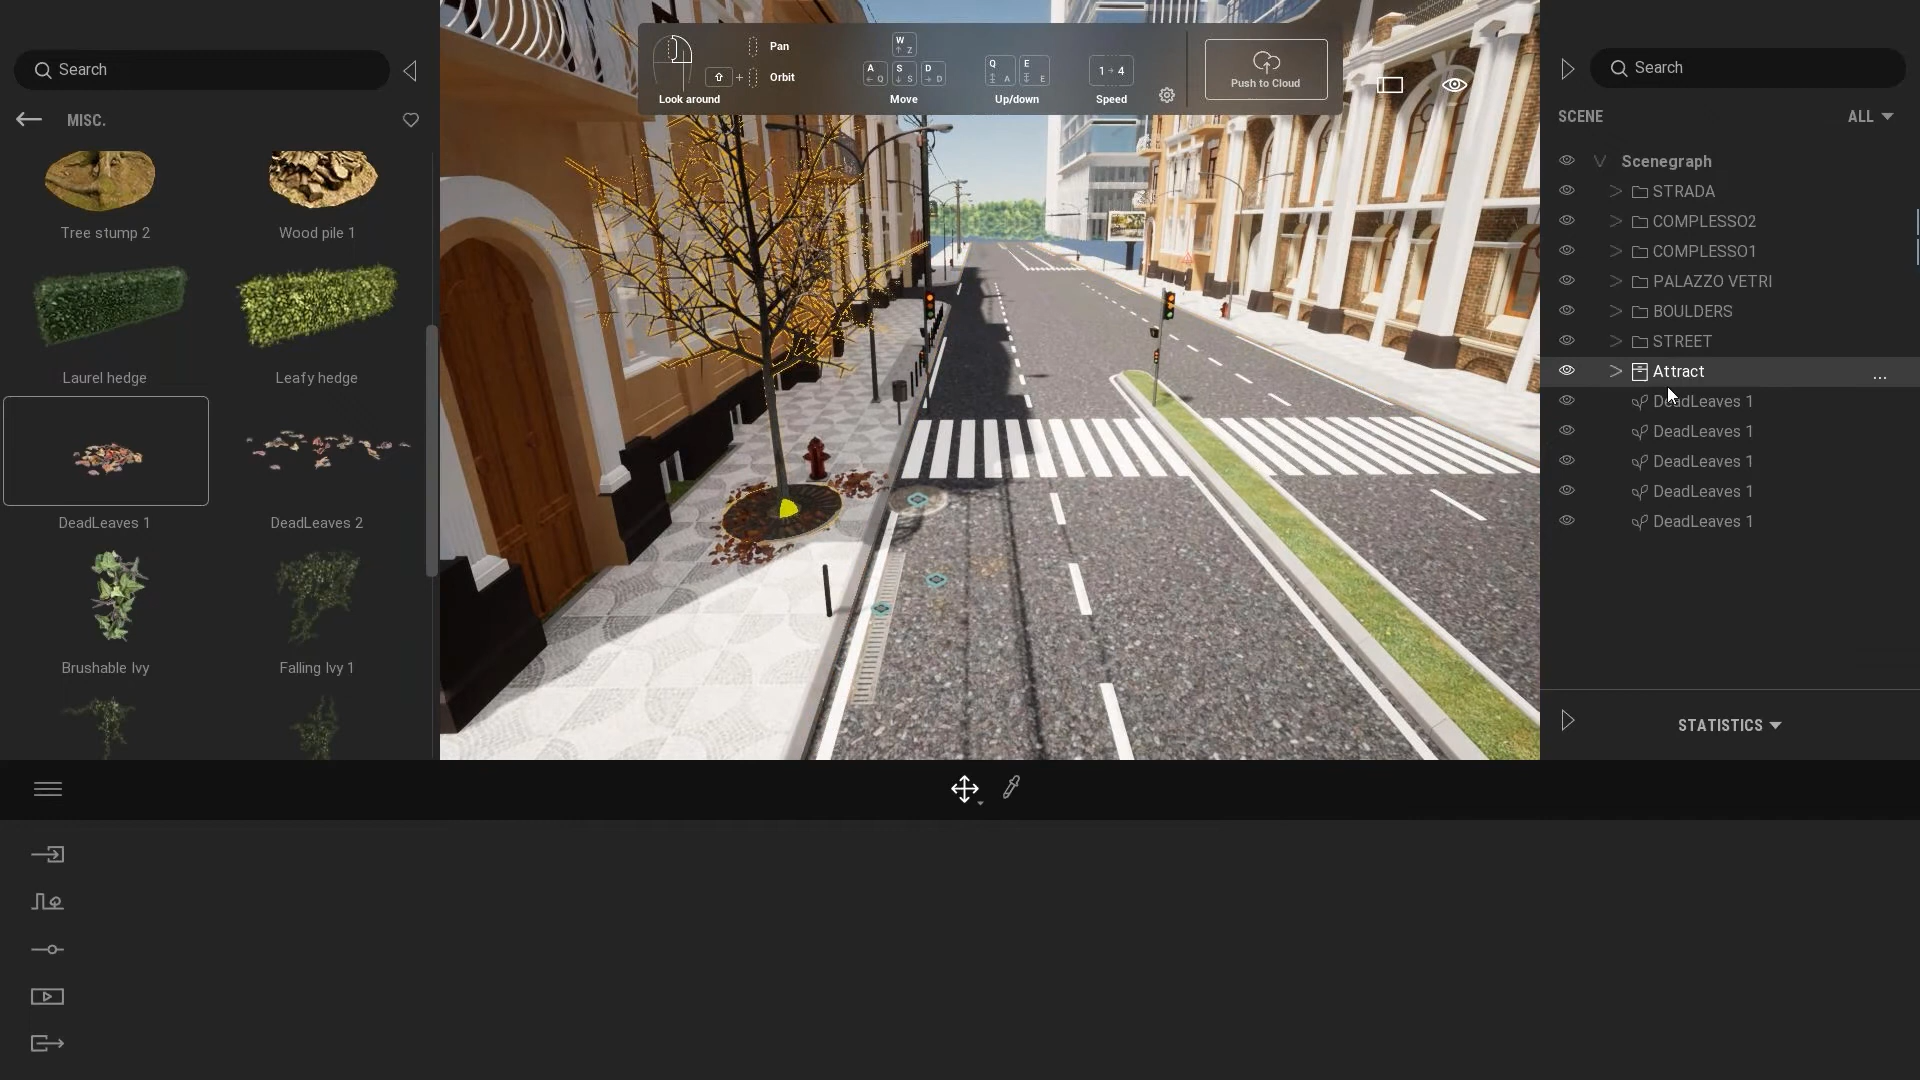 Search
MISC.
Tree stump 2
Wood pile 1
Laurel hedge
Leafy hedge
DeadLeaves 1
DeadLeaves 2
Brushable Ivy
Falling Ivy 1
Look around
Pan
+
Orbit
W
Z
A
Q
S
S
D
D
Move
Q
A
E
E
Up/down
1 → 4
Speed
Push to Cloud
Search
SCENE
ALL
Scenegraph
STRADA
COMPLESSO2
COMPLESSO1
PALAZZO VETRI
BOULDERS
STREET
Attract
...
DeadLeaves 1
DeadLeaves 1
DeadLeaves 1
DeadLeaves 1
DeadLeaves 1
STATISTICS